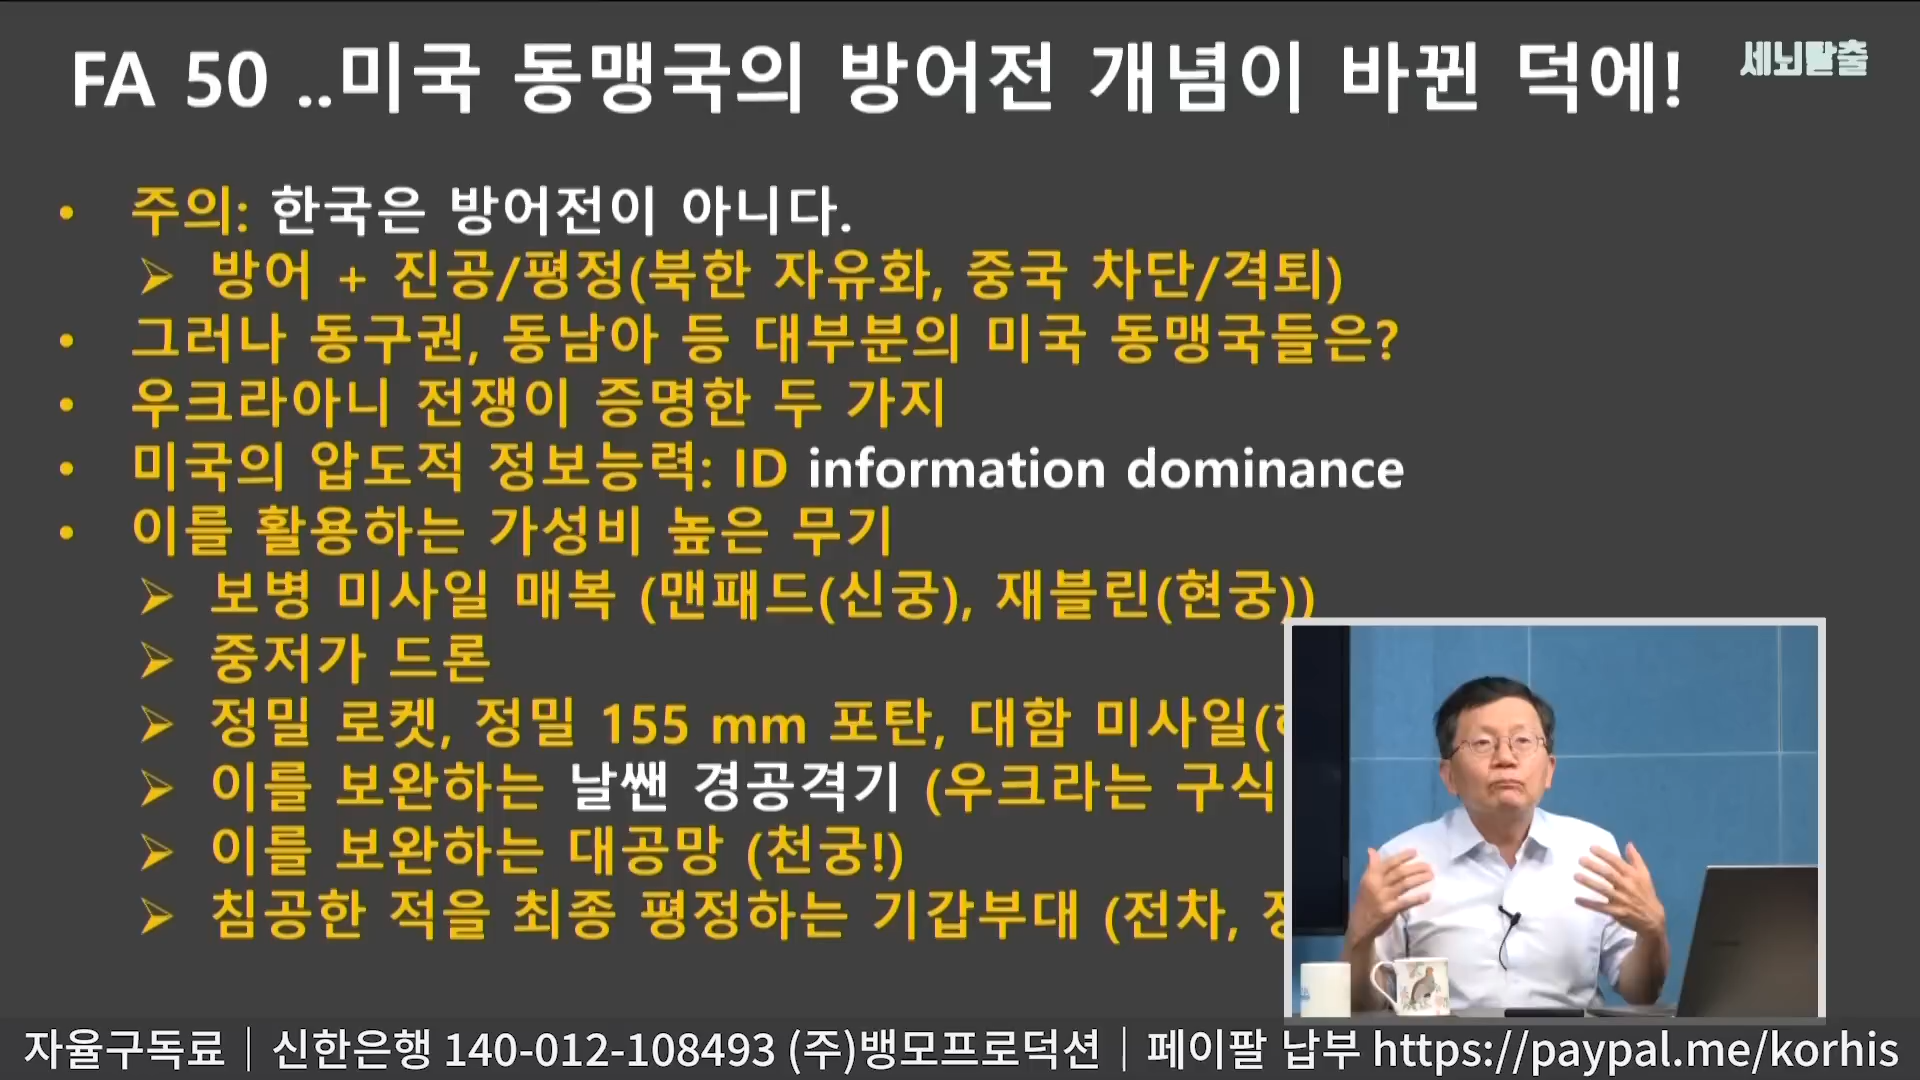 FA 50 ..미국 동맹국의 방어전 개념이 바뀐 덕에!
세뇌탈출
• 주의: 한국은 방어전이 아니다.
➢ 방어 + 진공/평정(북한 자유화, 중국 차단/격퇴)
• 그러나 동구권, 동남아 등 대부분의 미국 동맹국들은?
• 우크라아니 전쟁이 증명한 두 가지
• 미국의 압도적 정보능력: ID information dominance
• 이를 활용하는 가성비 높은 무기
➢ 보병 미사일 매복 (맨패드(신궁), 재블린(현궁))
➢ 중저가 드론
➢ 정밀 로켓, 정밀 155 mm 포탄, 대함 미사일(
➢ 이를 보완하는 날쌘 경공격기 (우크라는 구식
➢ 이를 보완하는 대공망 (천궁!)
➢ 침공한 적을 최종 평정하는 기갑부대 (전차,
자율구독료｜신한은행 140-012-108493 (주)뱅모프로덕션｜페이팔 납부 https://paypal.me/korhis